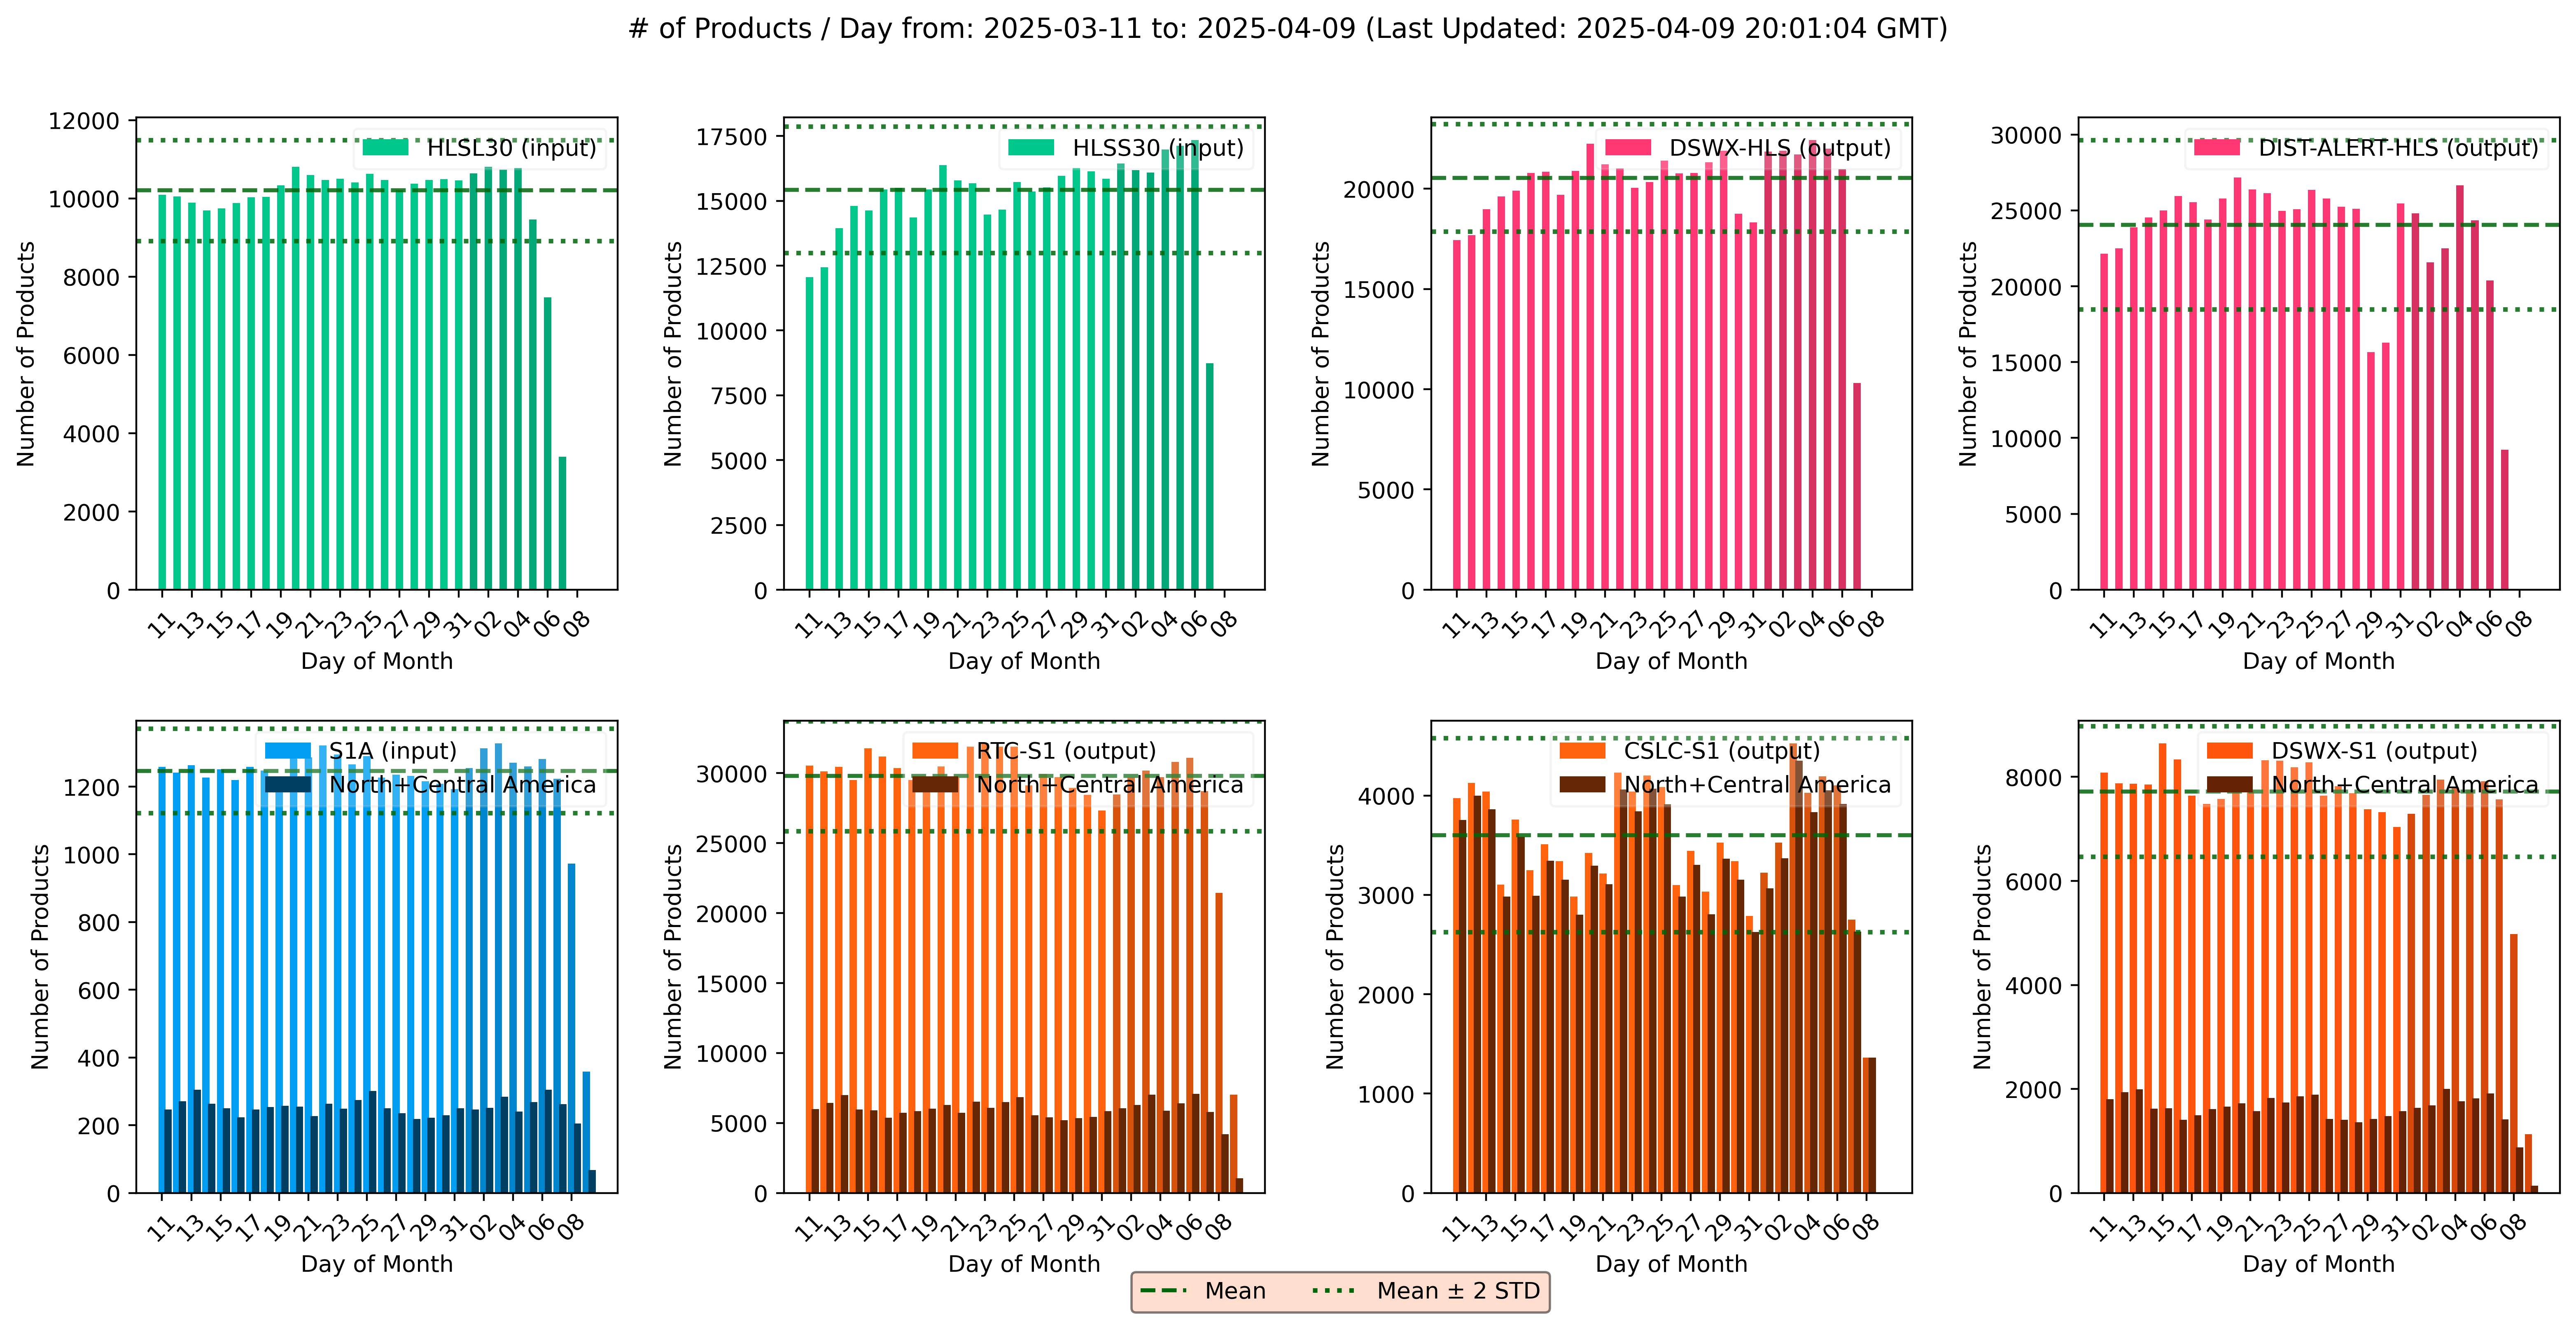 # of Products / Day from: 2025-03-11 to: 2025-04-09 (Last Updated: 2025-04-09 20:01:04 GMT)
12000
10000
8000
6000
4000
2000
0
Number of Products
HLSL30 (input)
11 13 15 17 19 21 23 25 27 29 31 02 04 06 08
Day of Month
17500
15000
12500
10000
7500
5000
2500
0
Number of Products
HLSS30 (input)
11 13 15 17 19 21 23 25 27 29 31 02 04 06 08
Day of Month
20000
15000
10000
5000
0
Number of Products
DSWX-HLS (output)
11 13 15 17 19 21 23 25 27 29 31 02 04 06 08
Day of Month
30000
25000
20000
15000
10000
5000
0
Number of Products
DIST-ALERT-HLS (output)
11 13 15 17 19 21 23 25 27 29 31 02 04 06 08
Day of Month
1200
1000
800
600
400
200
0
Number of Products
S1A (input)
North+Central America
11 13 15 17 19 21 23 25 27 29 31 02 04 06 08
Day of Month
30000
25000
20000
15000
10000
5000
0
Number of Products
RTC-S1 (output)
North+Central America
11 13 15 17 19 21 23 25 27 29 31 02 04 06 08
Day of Month
4000
3000
2000
1000
0
Number of Products
CSLC-S1 (output)
North+Central America
11 13 15 17 19 21 23 25 27 29 31 02 04 06 08
Day of Month
8000
6000
4000
2000
0
Number of Products
DSWX-S1 (output)
North+Central America
11 13 15 17 19 21 23 25 27 29 31 02 04 06 08
Day of Month
Mean
Mean ± 2 STD